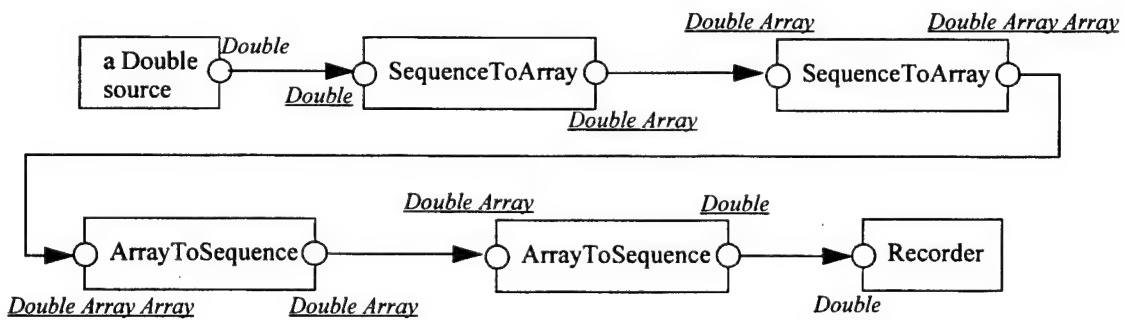 Double Array
Double Array Array
a Double
source
Double
Double
SequenceToArray
Double Array
SequenceToArray
ArrayToSequence
Double Array Array
Double Array
Double Array
ArrayToSequence
Double
Recorder
Double